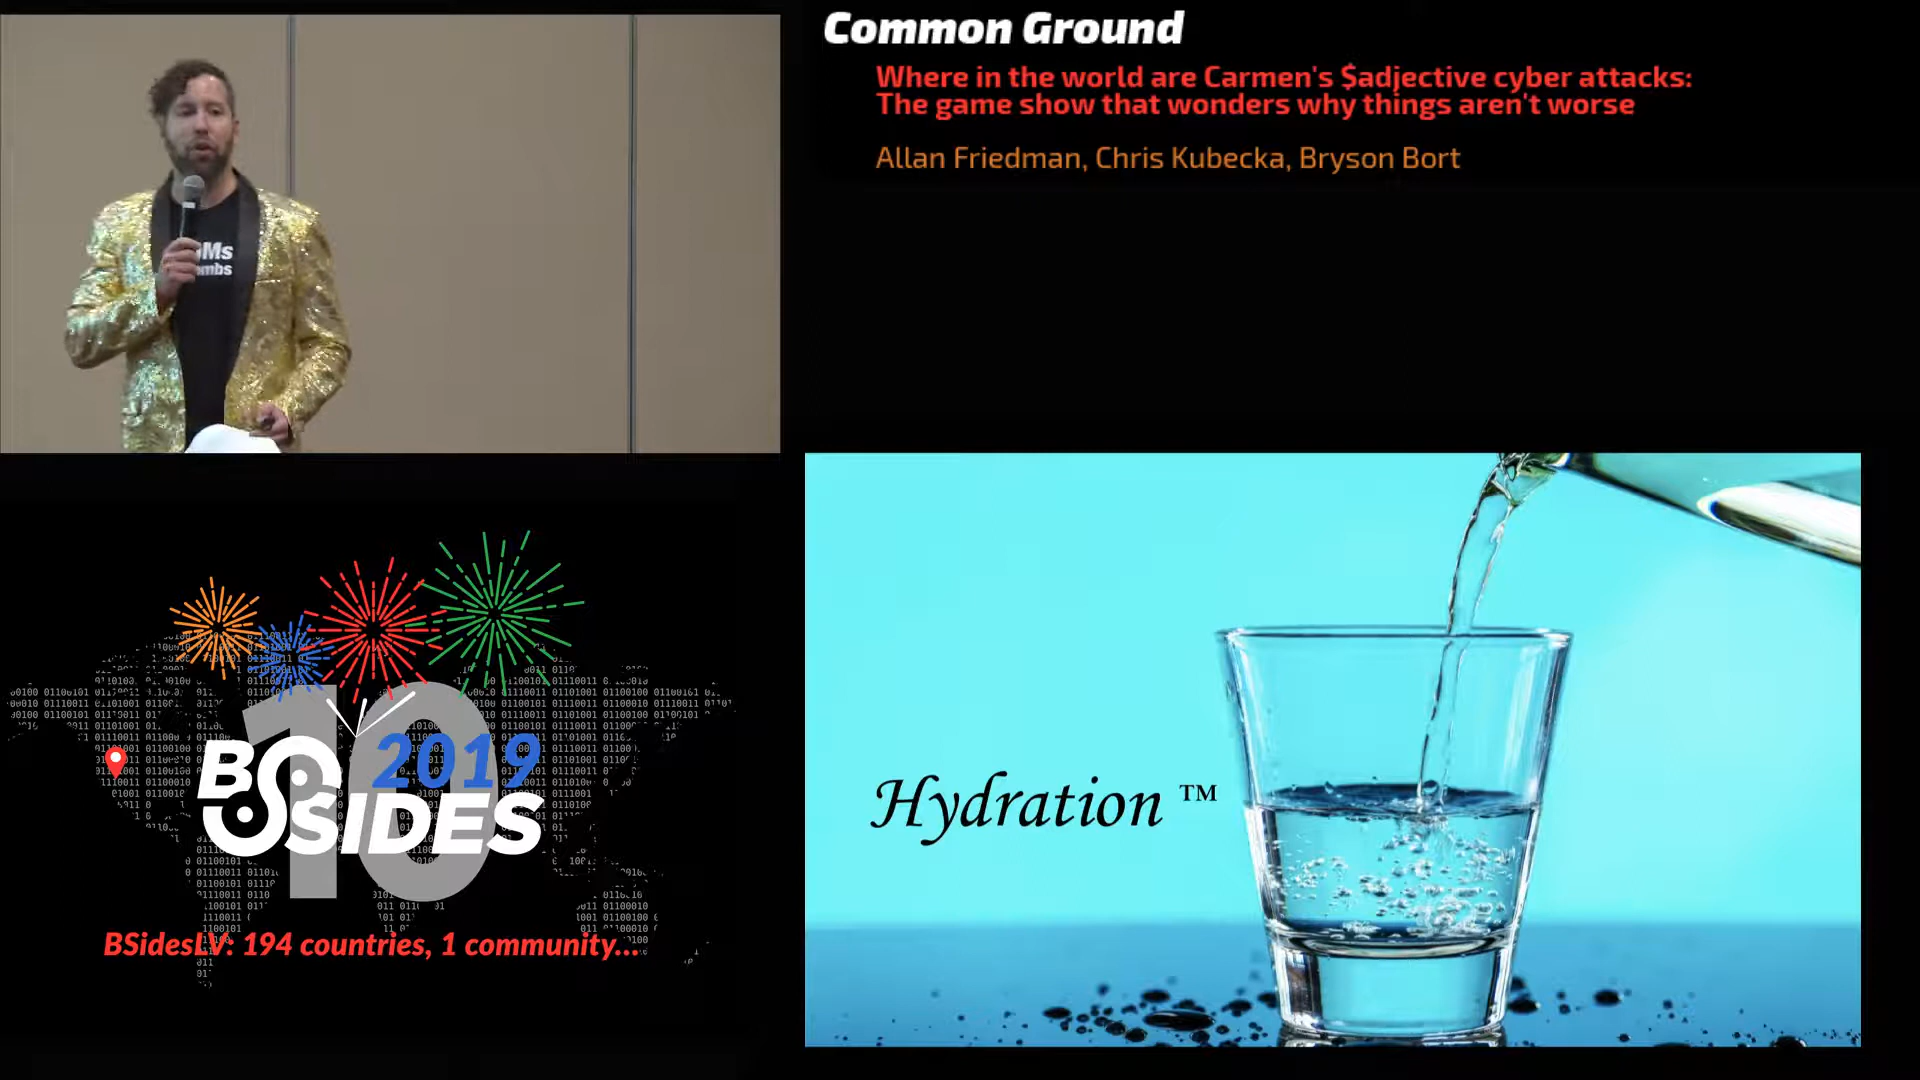 Common Ground
Where in the world are Carmen's $adjective cyber attacks:
The game show that wonders why things aren't worse
Allan Friedman, Chris Kubecka, Bryson Bort
Hydration ™
10
2019
BSIDES
BSidesLV: 194 countries, 1 community...